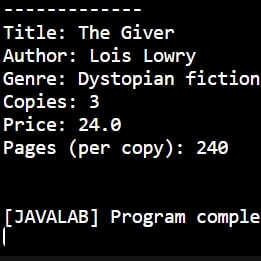 -------------
Title: The Giver
Author: Lois Lowry
Genre: Dystopian fiction
Copies: 3
Price: 24.0
Pages (per copy): 240
[JAVALAB] Program comple